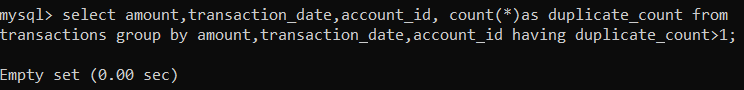 mysql> select amount,transaction_date,account_id, count(*)as duplicate_count from
transactions group by amount,transaction_date,account_id having duplicate_count>1;
Empty set (0.00 sec)